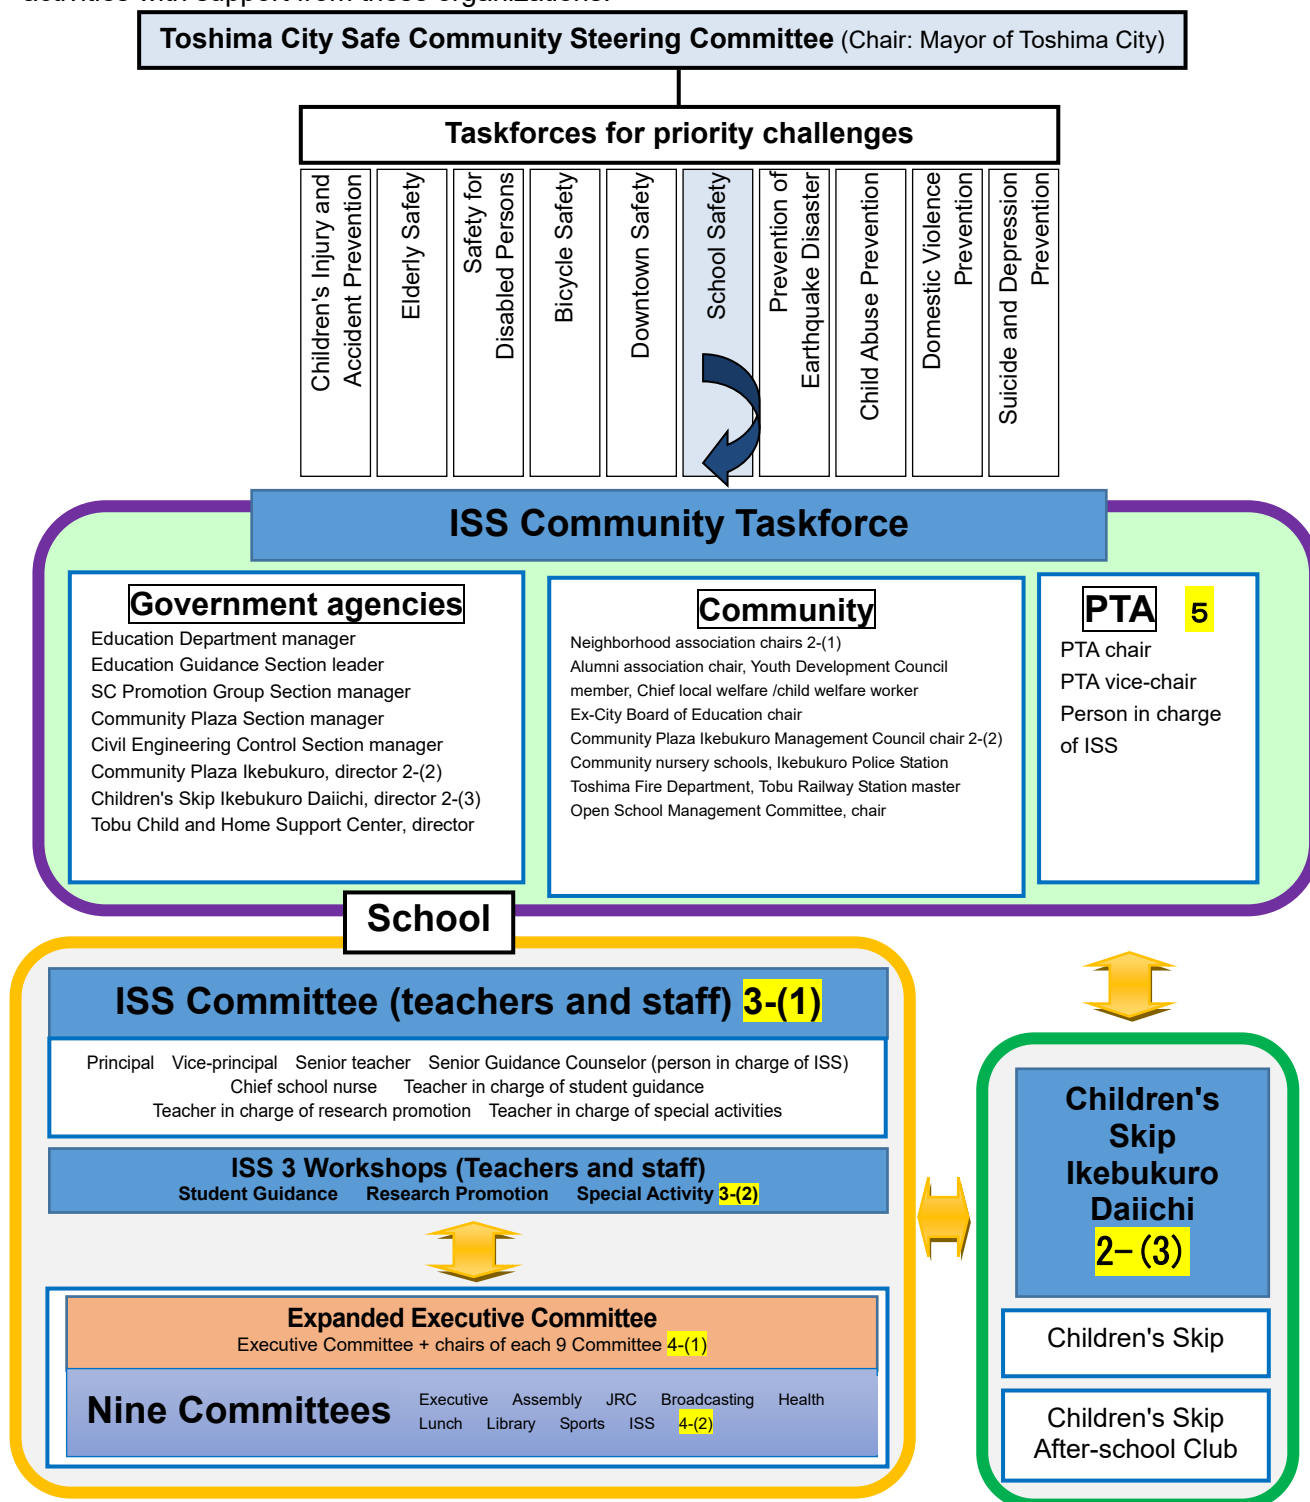 activities with support from these organizations.
Toshima City Safe Community Steering Committee (Chair: Mayor of Toshima City)
Taskforces for priority challenges
Children's Injury and
Accident Prevention
Elderly Safety
Safety for
Disabled Persons
Bicycle Safety
Downtown Safety
School Safety
Prevention of
Earthquake Disaster
Child Abuse Prevention
Domestic Violence
Prevention
Suicide and Depression
Prevention
ISS Community Taskforce
Government agencies
Education Department manager
Education Guidance Section leader
SC Promotion Group Section manager
Community Plaza Section manager
Civil Engineering Control Section manager
Community Plaza Ikebukuro, director 2-(2)
Children's Skip Ikebukuro Daiichi, director 2-(3)
Tobu Child and Home Support Center, director
Community
Neighborhood association chairs 2-(1)
Alumni association chair, Youth Development Council
member, Chief local welfare /child welfare worker
Ex-City Board of Education chair
Community Plaza Ikebukuro Management Council chair 2-(2)
Community nursery schools, Ikebukuro Police Station
Toshima Fire Department, Tobu Railway Station master
Open School Management Committee, chair
PTA 5
PTA chair
PTA vice-chair
Person in charge
of ISS
School
ISS Committee (teachers and staff) 3-(1)
Principal Vice-principal Senior teacher Senior Guidance Counselor (person in charge of ISS)
Chief school nurse Teacher in charge of student guidance
Teacher in charge of research promotion Teacher in charge of special activities
ISS 3 Workshops (Teachers and staff)
Student Guidance Research Promotion Special Activity 3-(2)
Expanded Executive Committee
Executive Committee + chairs of each 9 Committee 4-(1)
Nine Committees
Executive Assembly JRC Broadcasting Health
Lunch Library Sports ISS 4-(2)
Children's
Skip
Ikebukuro
Daiichi
2-(3)
Children's Skip
Children's Skip
After-school Club